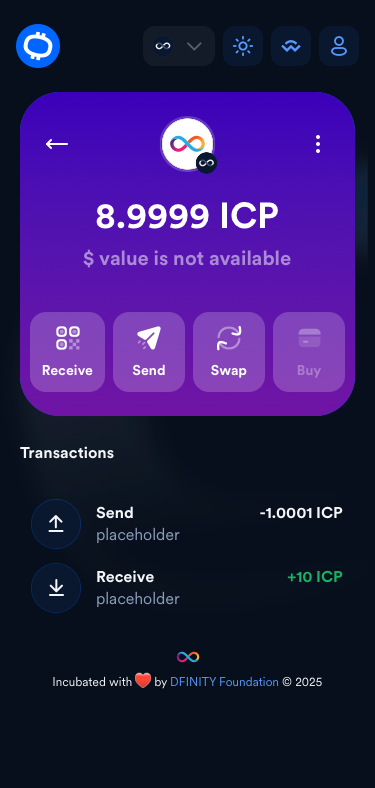 8.9999 ICP
$ value is not available
Receive
Send
Swap
Buy
Transactions
Send -1.0001 ICP
placeholder
Receive +10 ICP
placeholder
Incubated with ❤️ by DFINITY Foundation © 2025